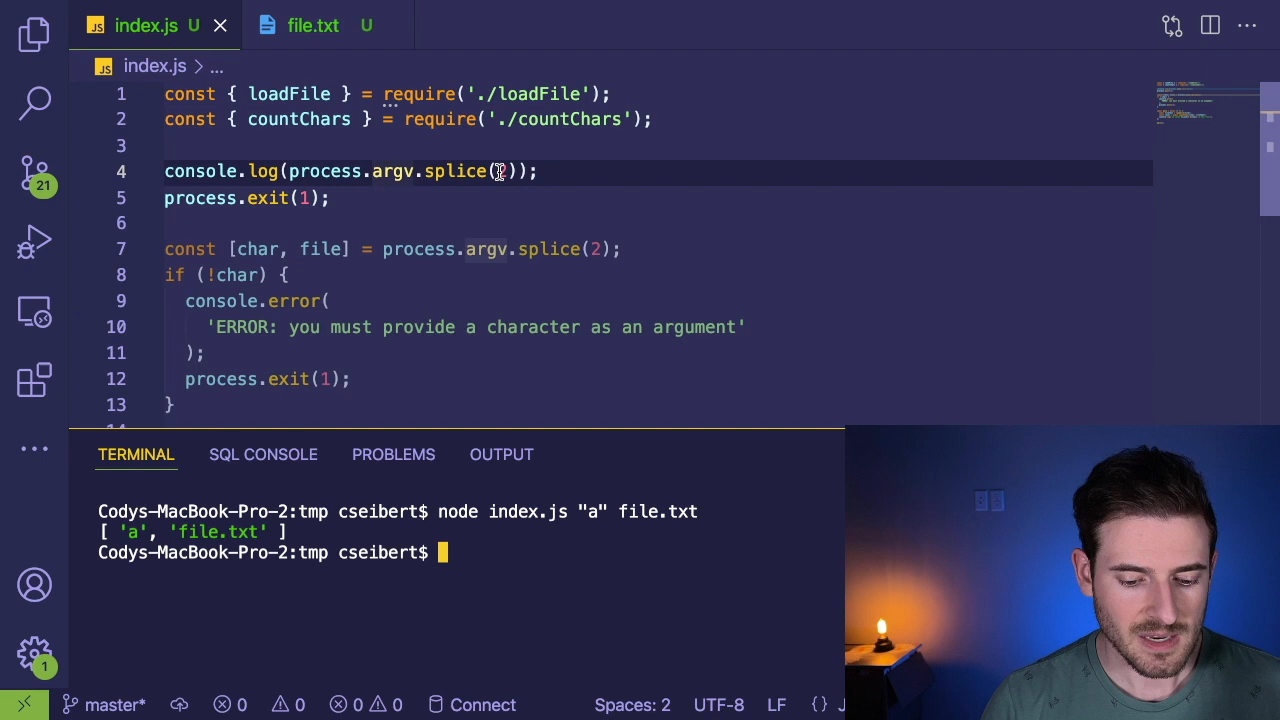 index.js U
file.txt U
index.js > ...
1 const { loadFile } = require('./loadFile');
2 const { countChars } = require('./countChars');
3
4 console.log(process.argv.splice(2));
5 process.exit(1);
6
7 const [char, file] = process.argv.splice(2);
8 if (!char) {
9 console.error(
10 'ERROR: you must provide a character as an argument'
11 );
12 process.exit(1);
13 }
14
21
TERMINAL SQL CONSOLE PROBLEMS OUTPUT
Codys-MacBook-Pro-2:tmp cseibert$ node index.js "a" file.txt
[ 'a', 'file.txt' ]
Codys-MacBook-Pro-2:tmp cseibert$
1
master* 0 0 0 0 Connect Spaces: 2 UTF-8 LF {} J